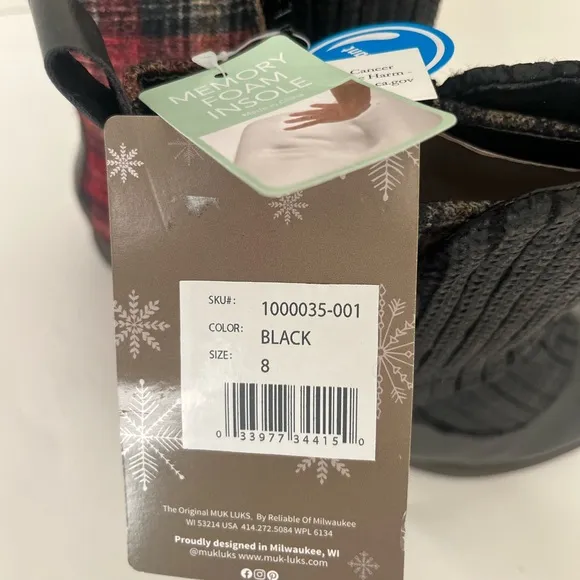 MEMORY
FOAM
INSOLE
Cancer
Harm -
ca.gov
SKU#: 1000035-001
COLOR: BLACK
SIZE: 8
0 33977 34415 0
The Original MUK LUKS, By Reliable Of Milwaukee
WI 53214 USA 414.272.5084 WPL 6134
Proudly designed in Milwaukee, WI
@mukluks www.muk-luks.com